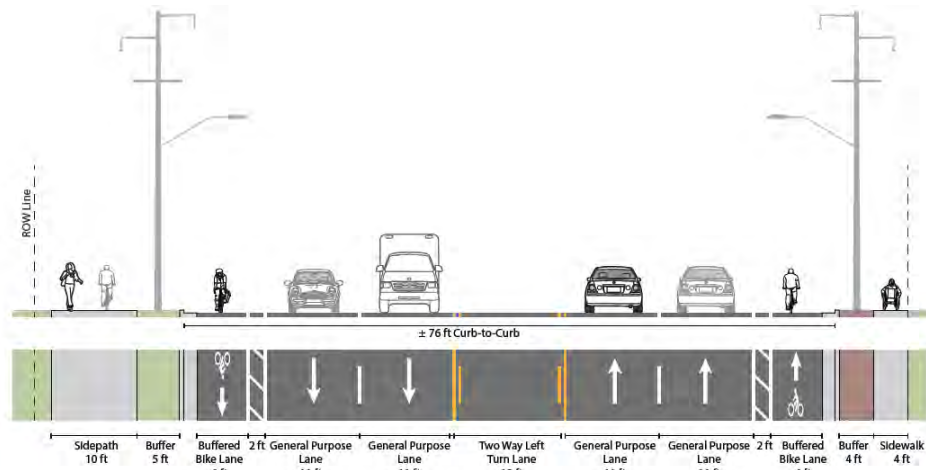 ROW Line
± 76 ft Curb-to-Curb
Sidepath
10 ft
Buffer
5 ft
Buffered
Bike Lane
2 ft
General Purpose
Lane
General Purpose
Lane
Two Way Left
Turn Lane
General Purpose
Lane
General Purpose
Lane
2 ft
Buffered
Bike Lane
Buffer
4 ft
Sidewalk
4 ft